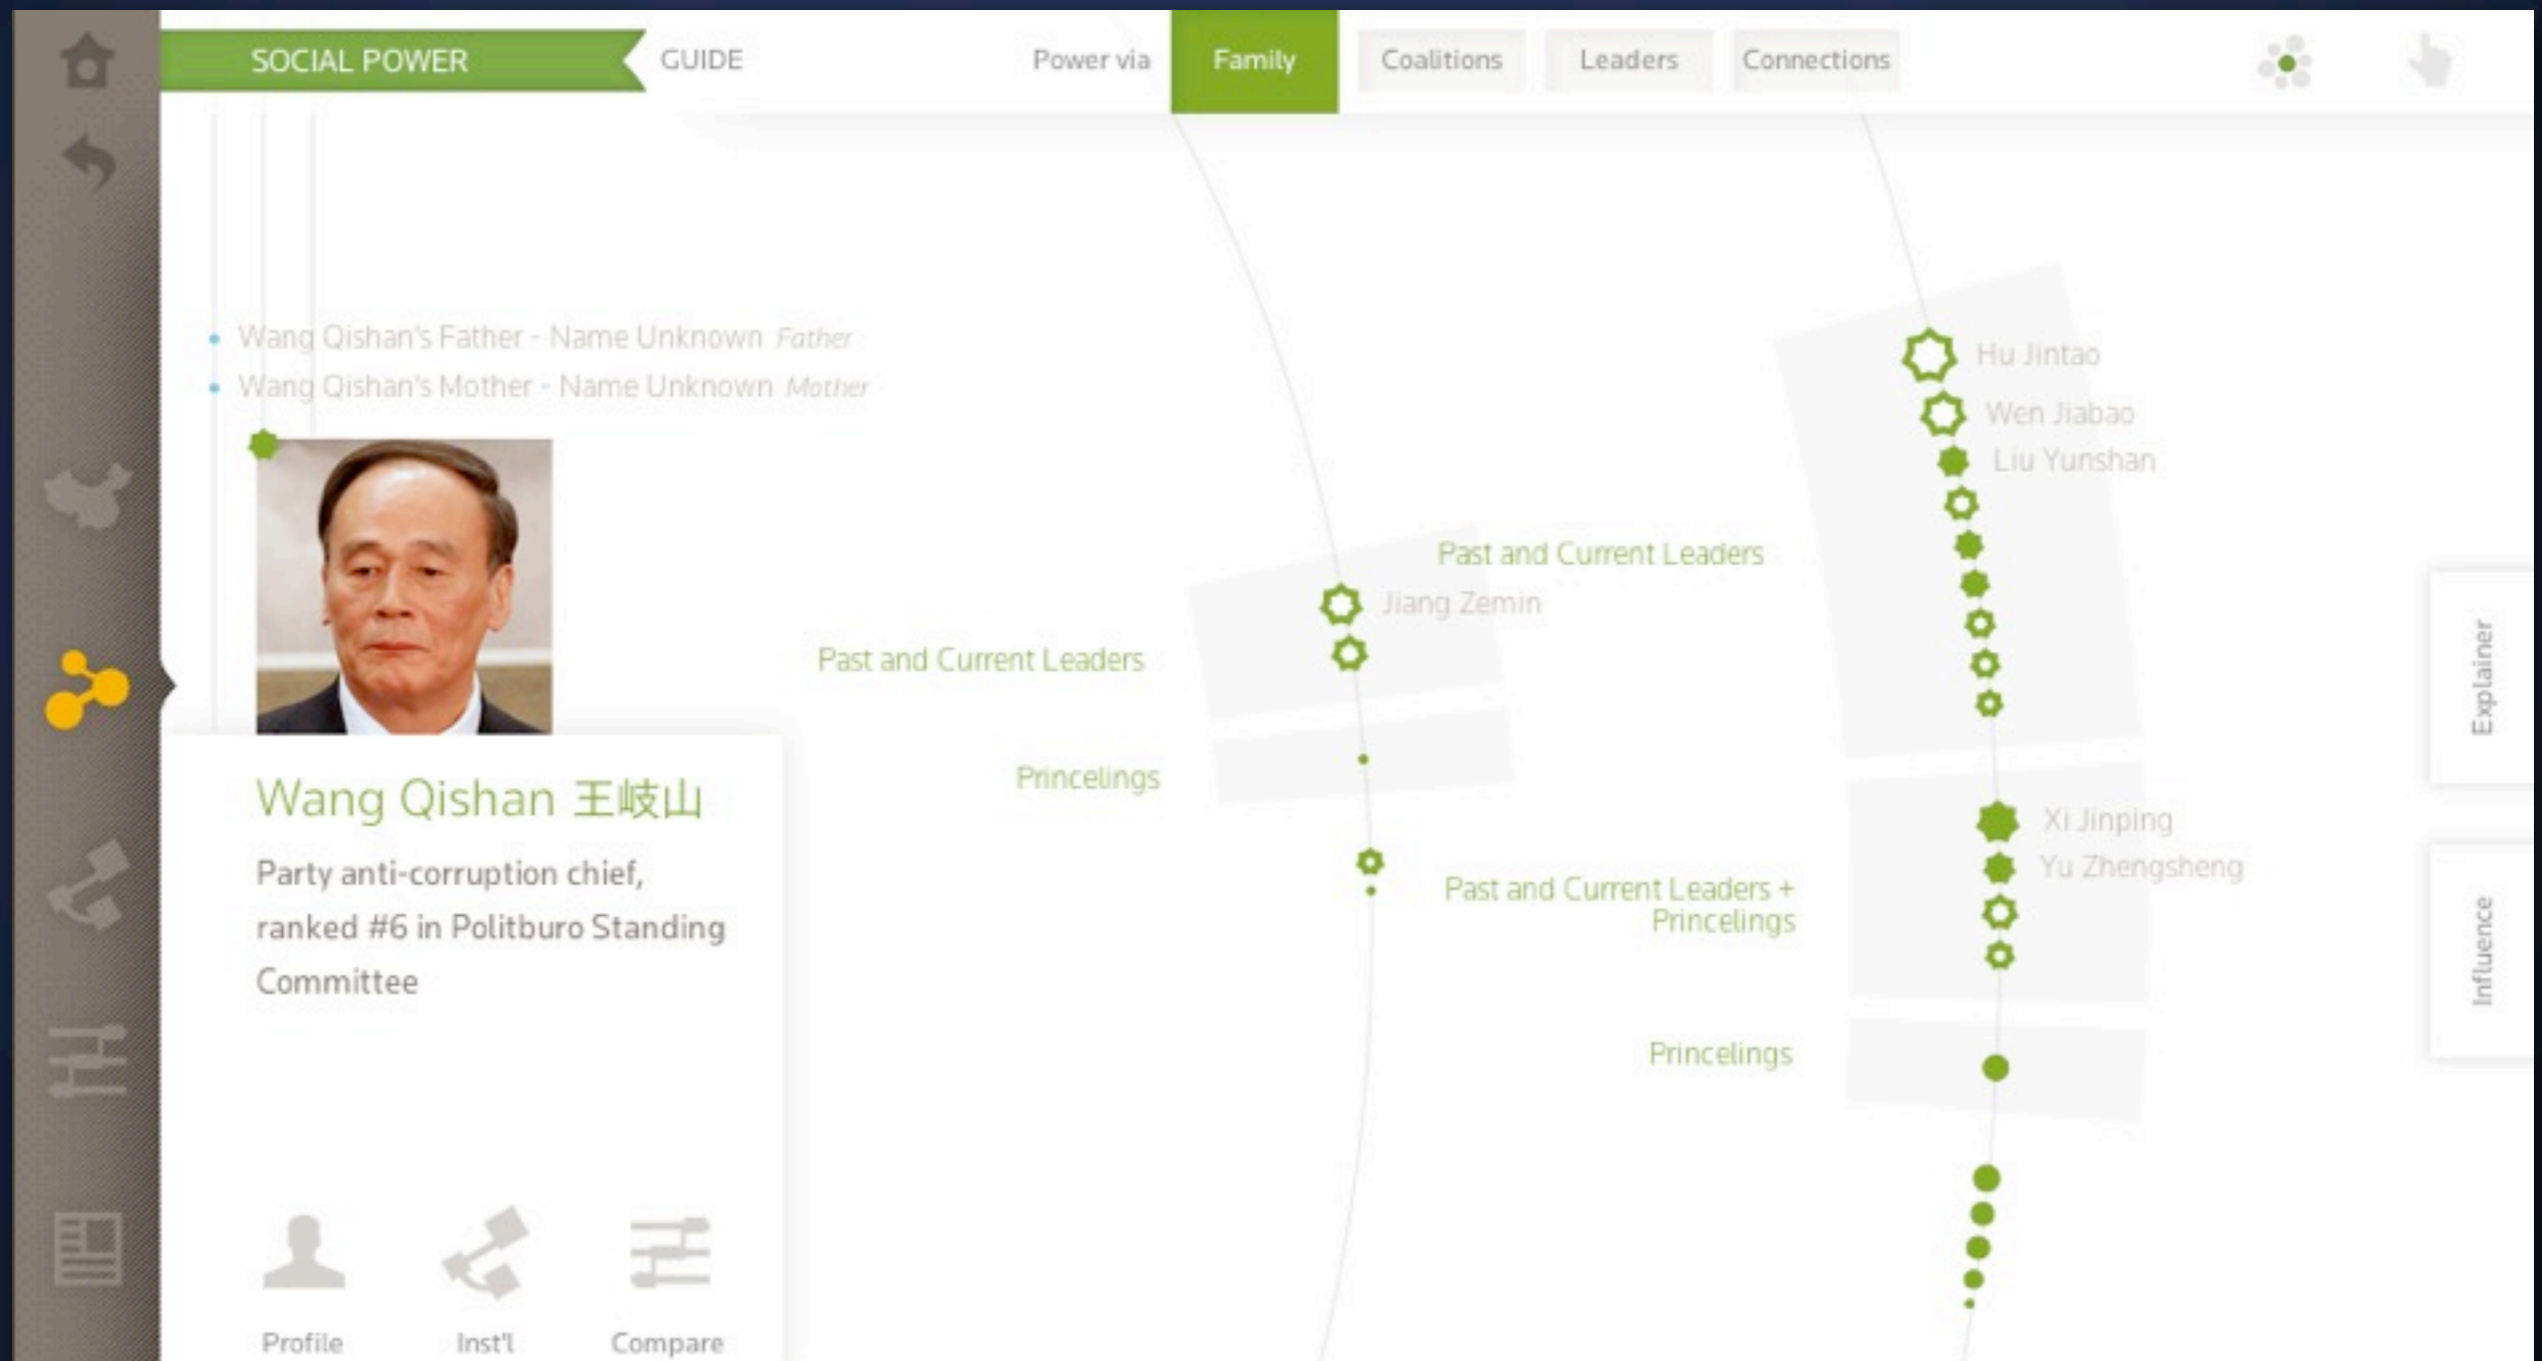 SOCIAL POWER
GUIDE
Power via
Family
Coalitions
Leaders
Connections
Wang Qishan's Father - Name Unknown Father
Wang Qishan's Mother - Name Unknown Mother
Wang Qishan 王岐山
Party anti-corruption chief,
ranked #6 in Politburo Standing
Committee
Profile
Inst'l
Compare
Past and Current Leaders
Jiang Zemin
Princelings
Past and Current Leaders
Hu Jintao
Wen Jiabao
Liu Yunshan
Past and Current Leaders +
Princelings
Xi Jinping
Yu Zhengsheng
Princelings
Explainer
Influence